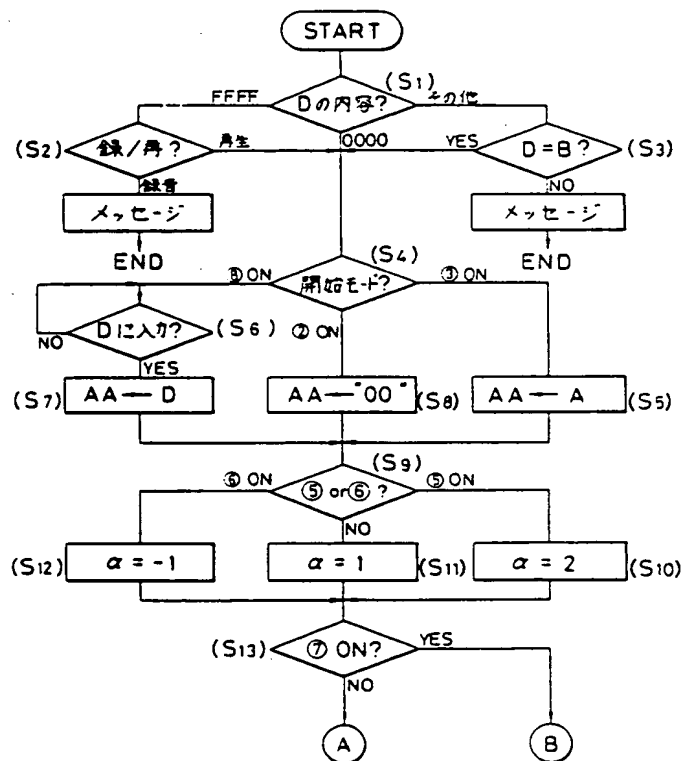 START
(S1)
FFFF
Dの内容?
その他
(S2)
録/再?
再生
0000
YES
D=B?
(S3)
録音
NO
メッセージ
メッセージ
END
END
(S4)
⑧ ON
開始モード?
③ ON
Dに入力?
(S6)
NO
② ON
YES
(S7)
AA ← D
AA ← "00"
(S8)
AA ← A
(S5)
(S9)
⑥ ON
⑤ or ⑥ ?
⑤ ON
NO
(S12)
α = -1
α = 1
(S11)
α = 2
(S10)
(S13)
⑦ ON?
YES
NO
A
B